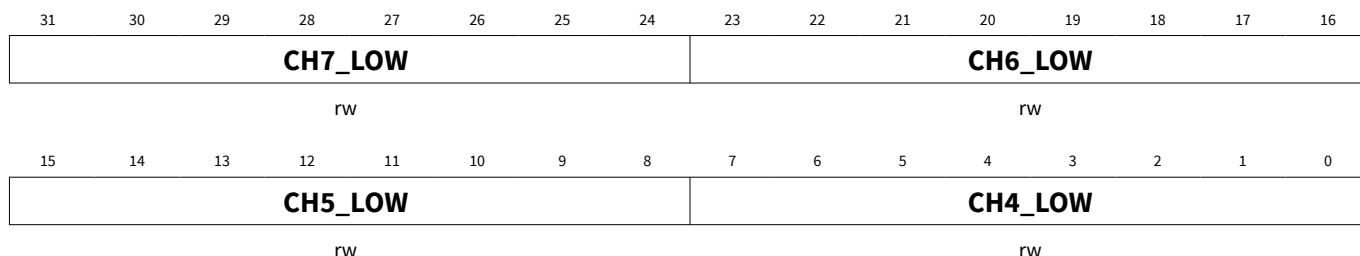 31 30 29 28 27 26 25 24 23 22 21 20 19 18 17 16
CH7_LOW CH6_LOW
rw rw
15 14 13 12 11 10 9 8 7 6 5 4 3 2 1 0
CH5_LOW CH4_LOW
rw rw